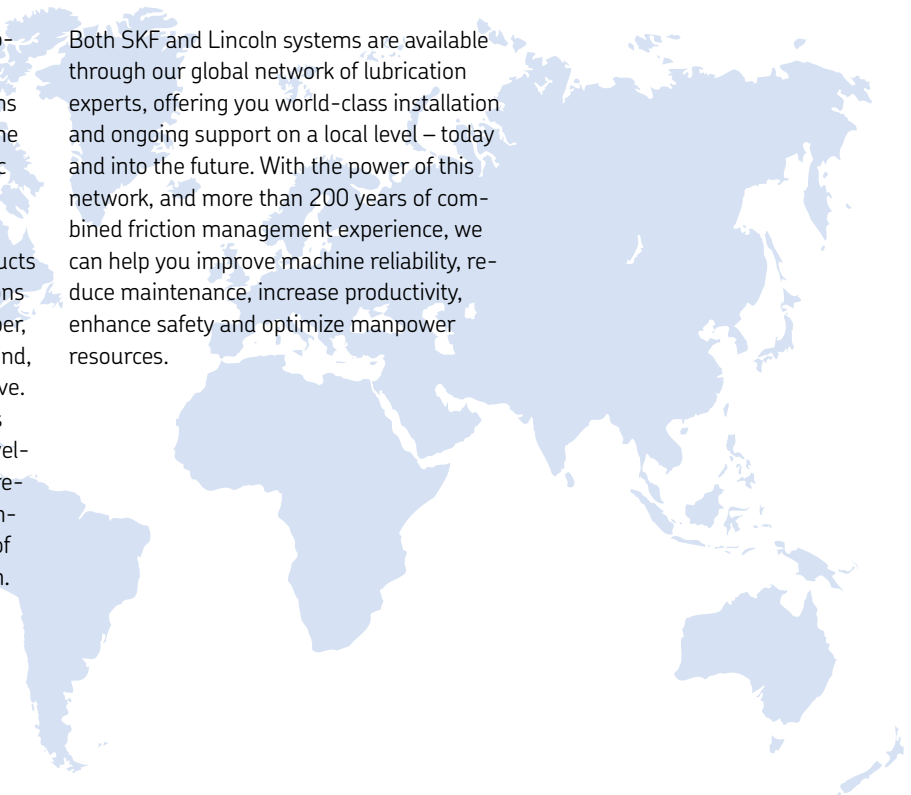 Both SKF and Lincoln systems are available
through our global network of lubrication
experts, offering you world-class installation
and ongoing support on a local level – today
and into the future. With the power of this
network, and more than 200 years of com-
bined friction management experience, we
can help you improve machine reliability, re-
duce maintenance, increase productivity,
enhance safety and optimize manpower
resources.